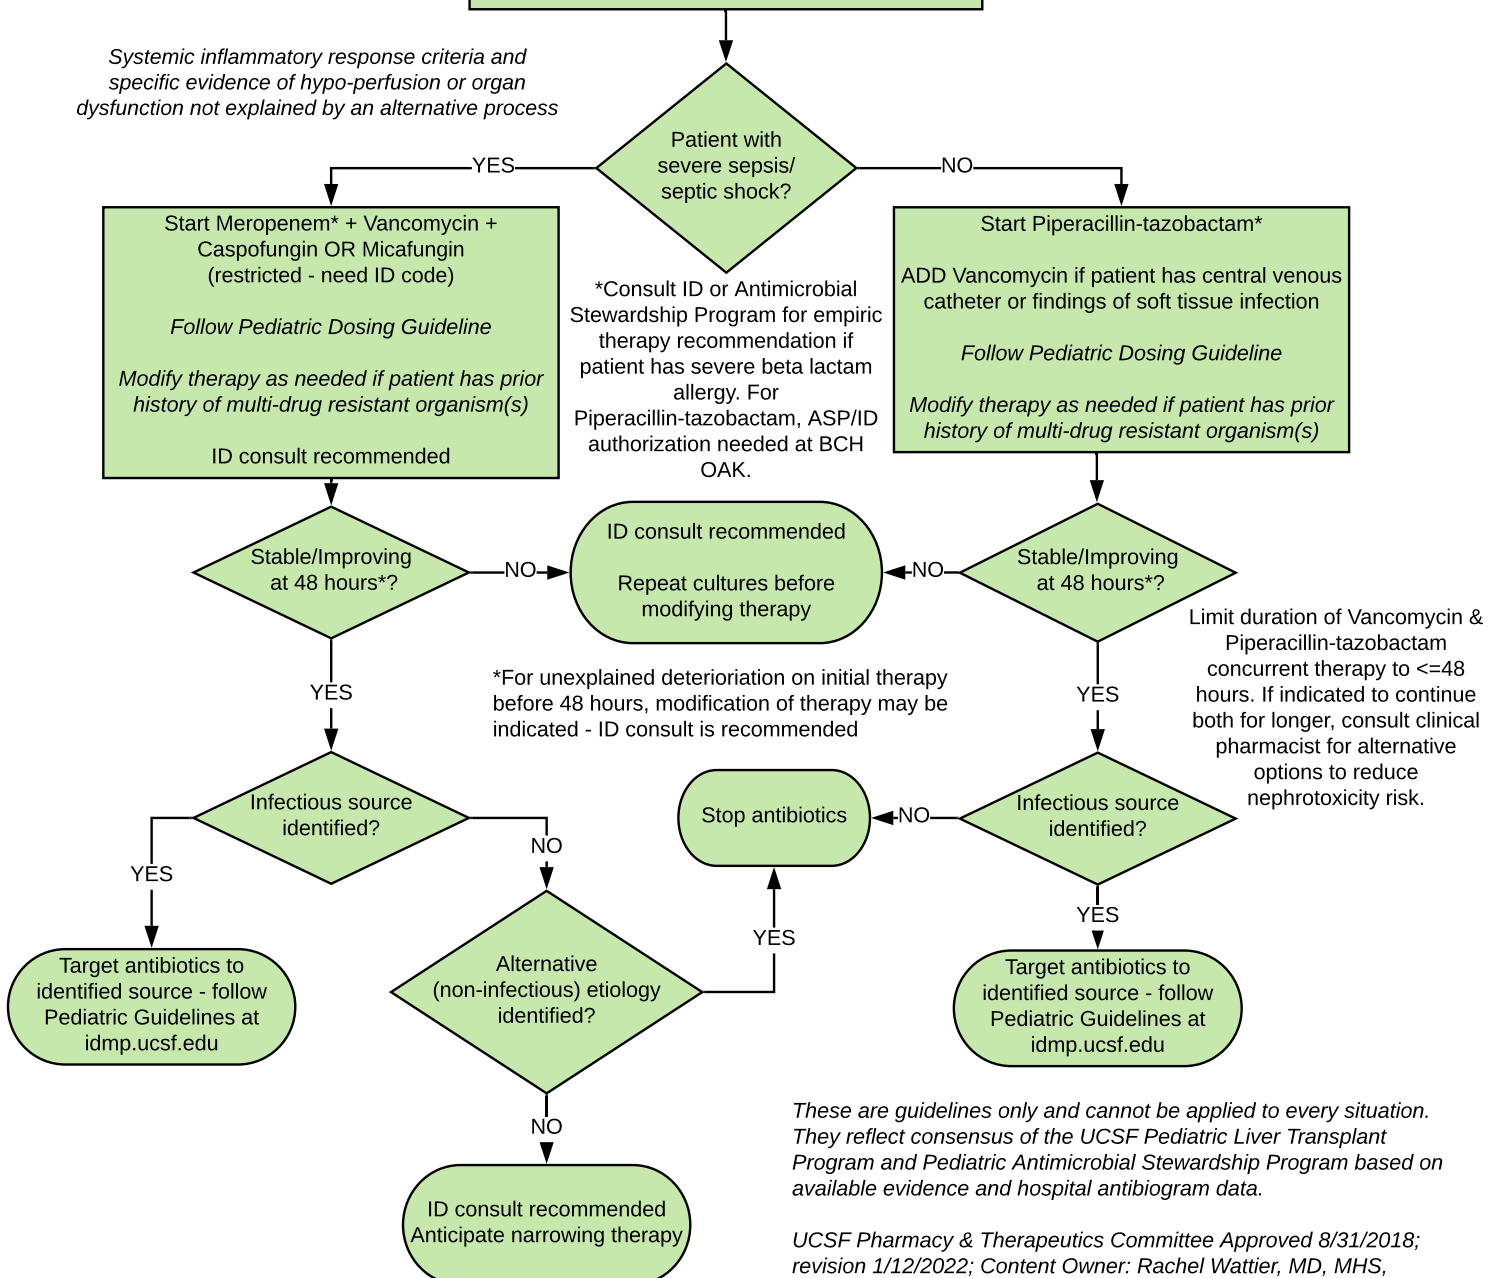 Systemic inflammatory response criteria and
specific evidence of hypo-perfusion or organ
dysfunction not explained by an alternative process
Patient with
severe sepsis/
septic shock?
YES
NO
Start Meropenem* + Vancomycin +
Caspofungin OR Micafungin
(restricted - need ID code)
Follow Pediatric Dosing Guideline
Modify therapy as needed if patient has prior
history of multi-drug resistant organism(s)
ID consult recommended
*Consult ID or Antimicrobial
Stewardship Program for empiric
therapy recommendation if
patient has severe beta lactam
allergy. For
Piperacillin-tazobactam, ASP/ID
authorization needed at BCH
OAK.
Start Piperacillin-tazobactam*
ADD Vancomycin if patient has central venous
catheter or findings of soft tissue infection
Follow Pediatric Dosing Guideline
Modify therapy as needed if patient has prior
history of multi-drug resistant organism(s)
Stable/Improving
at 48 hours*?
NO
ID consult recommended
Repeat cultures before
modifying therapy
NO
Stable/Improving
at 48 hours*?
Limit duration of Vancomycin &
Piperacillin-tazobactam
concurrent therapy to <=48
hours. If indicated to continue
both for longer, consult clinical
pharmacist for alternative
options to reduce
nephrotoxicity risk.
YES
*For unexplained deterioriation on initial therapy
before 48 hours, modification of therapy may be
indicated - ID consult is recommended
YES
Infectious source
identified?
Stop antibiotics
NO
Infectious source
identified?
YES
NO
YES
YES
Target antibiotics to
identified source - follow
Pediatric Guidelines at
idmp.ucsf.edu
Alternative
(non-infectious) etiology
identified?
Target antibiotics to
identified source - follow
Pediatric Guidelines at
idmp.ucsf.edu
NO
ID consult recommended
Anticipate narrowing therapy
These are guidelines only and cannot be applied to every situation.
They reflect consensus of the UCSF Pediatric Liver Transplant
Program and Pediatric Antimicrobial Stewardship Program based on
available evidence and hospital antibiogram data.
UCSF Pharmacy & Therapeutics Committee Approved 8/31/2018;
revision 1/12/2022; Content Owner: Rachel Wattier, MD, MHS,